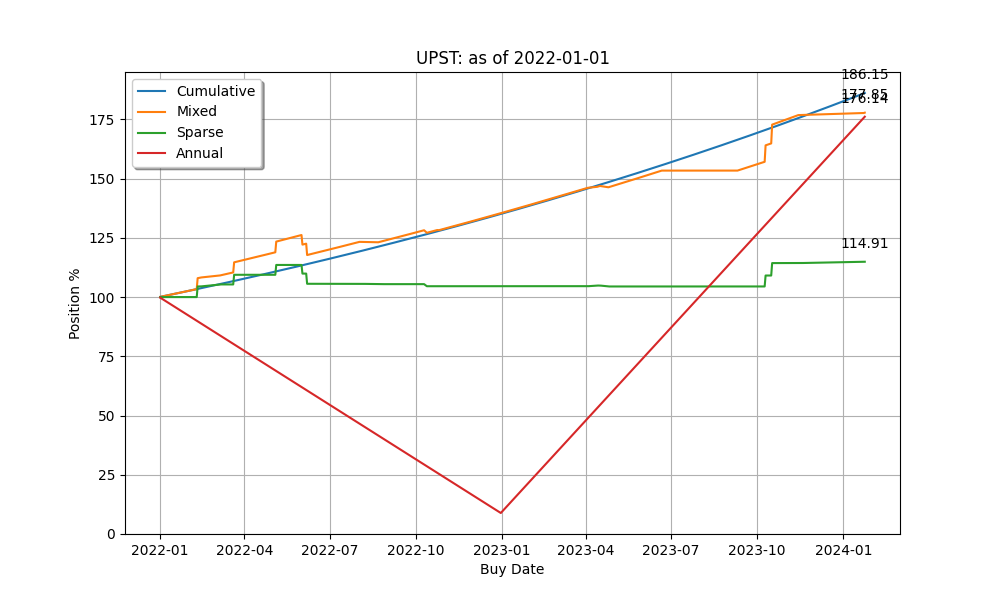 UPST: as of 2022-01-01
Cumulative
Mixed
Sparse
Annual
186.15
177.85
176.14
114.91
175
150
125
100
75
50
25
0
Position %
2022-01 2022-04 2022-07 2022-10 2023-01 2023-04 2023-07 2023-10 2024-01
Buy Date